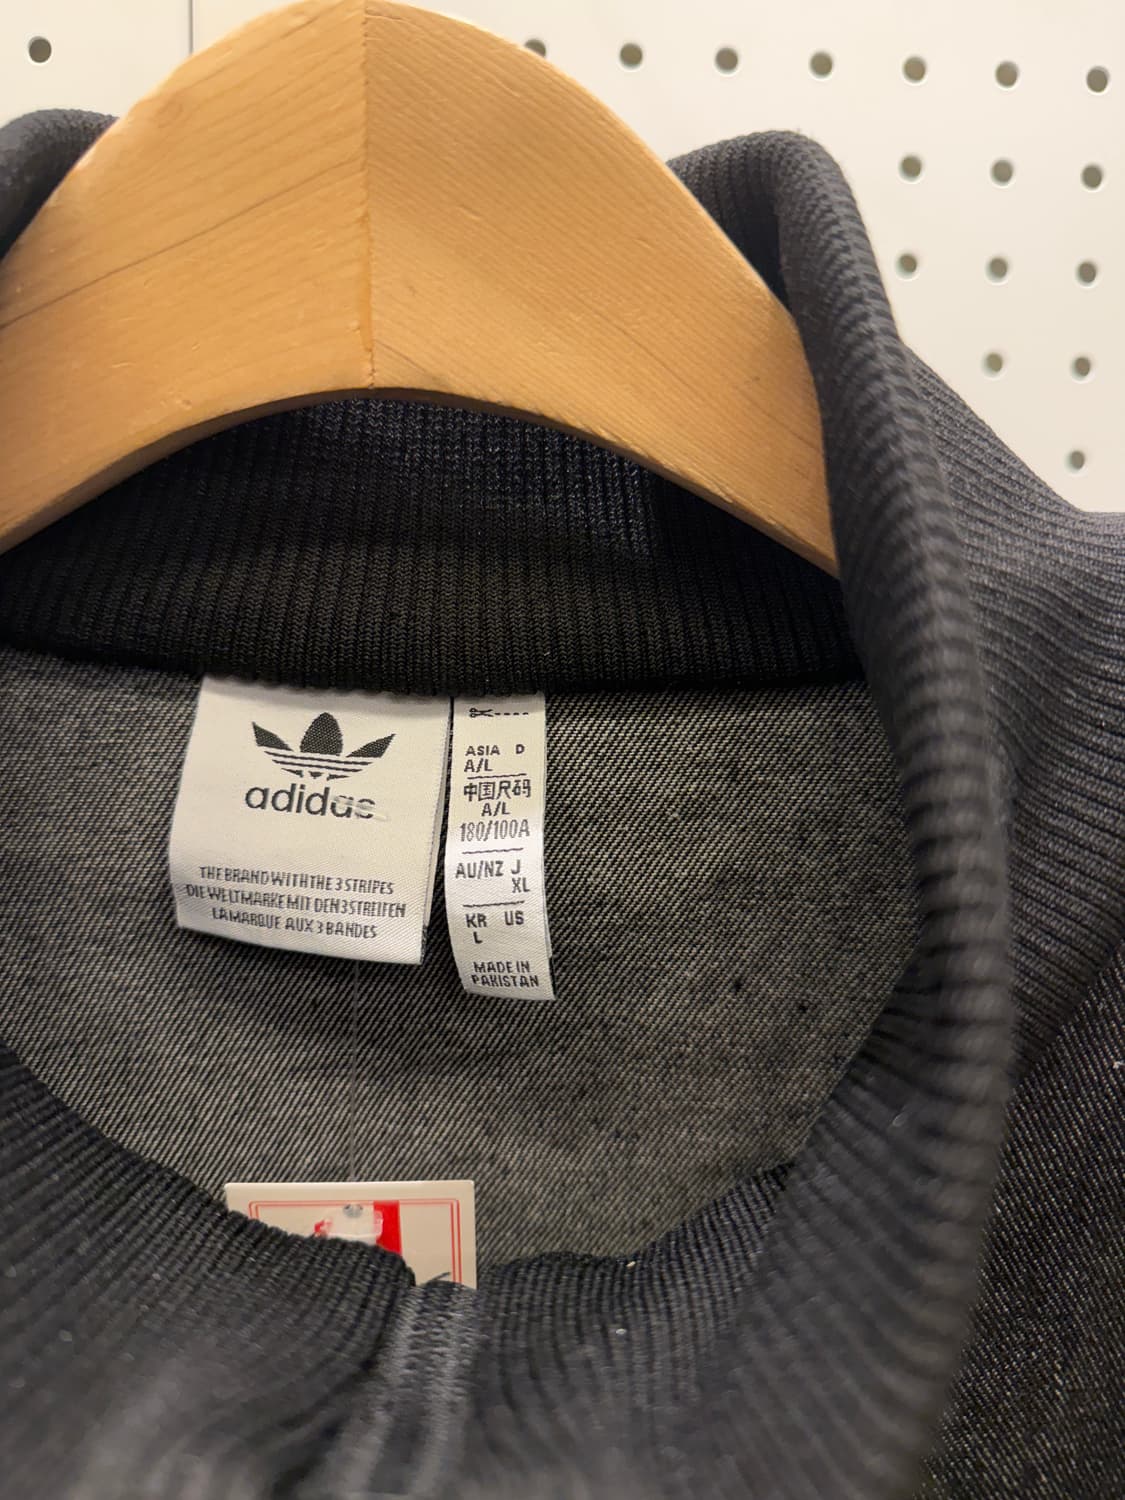 adidas
THE BRAND WITH THE 3 STRIPES
DIE WELTMARKE MIT DEN 3 STREIFEN
LA MARQUE AUX 3 BANDES
ASIA D
A/L
中国尺码
A/L
180/100A
AU/NZ J
XL
KR US
L
MADE IN
PAKISTAN